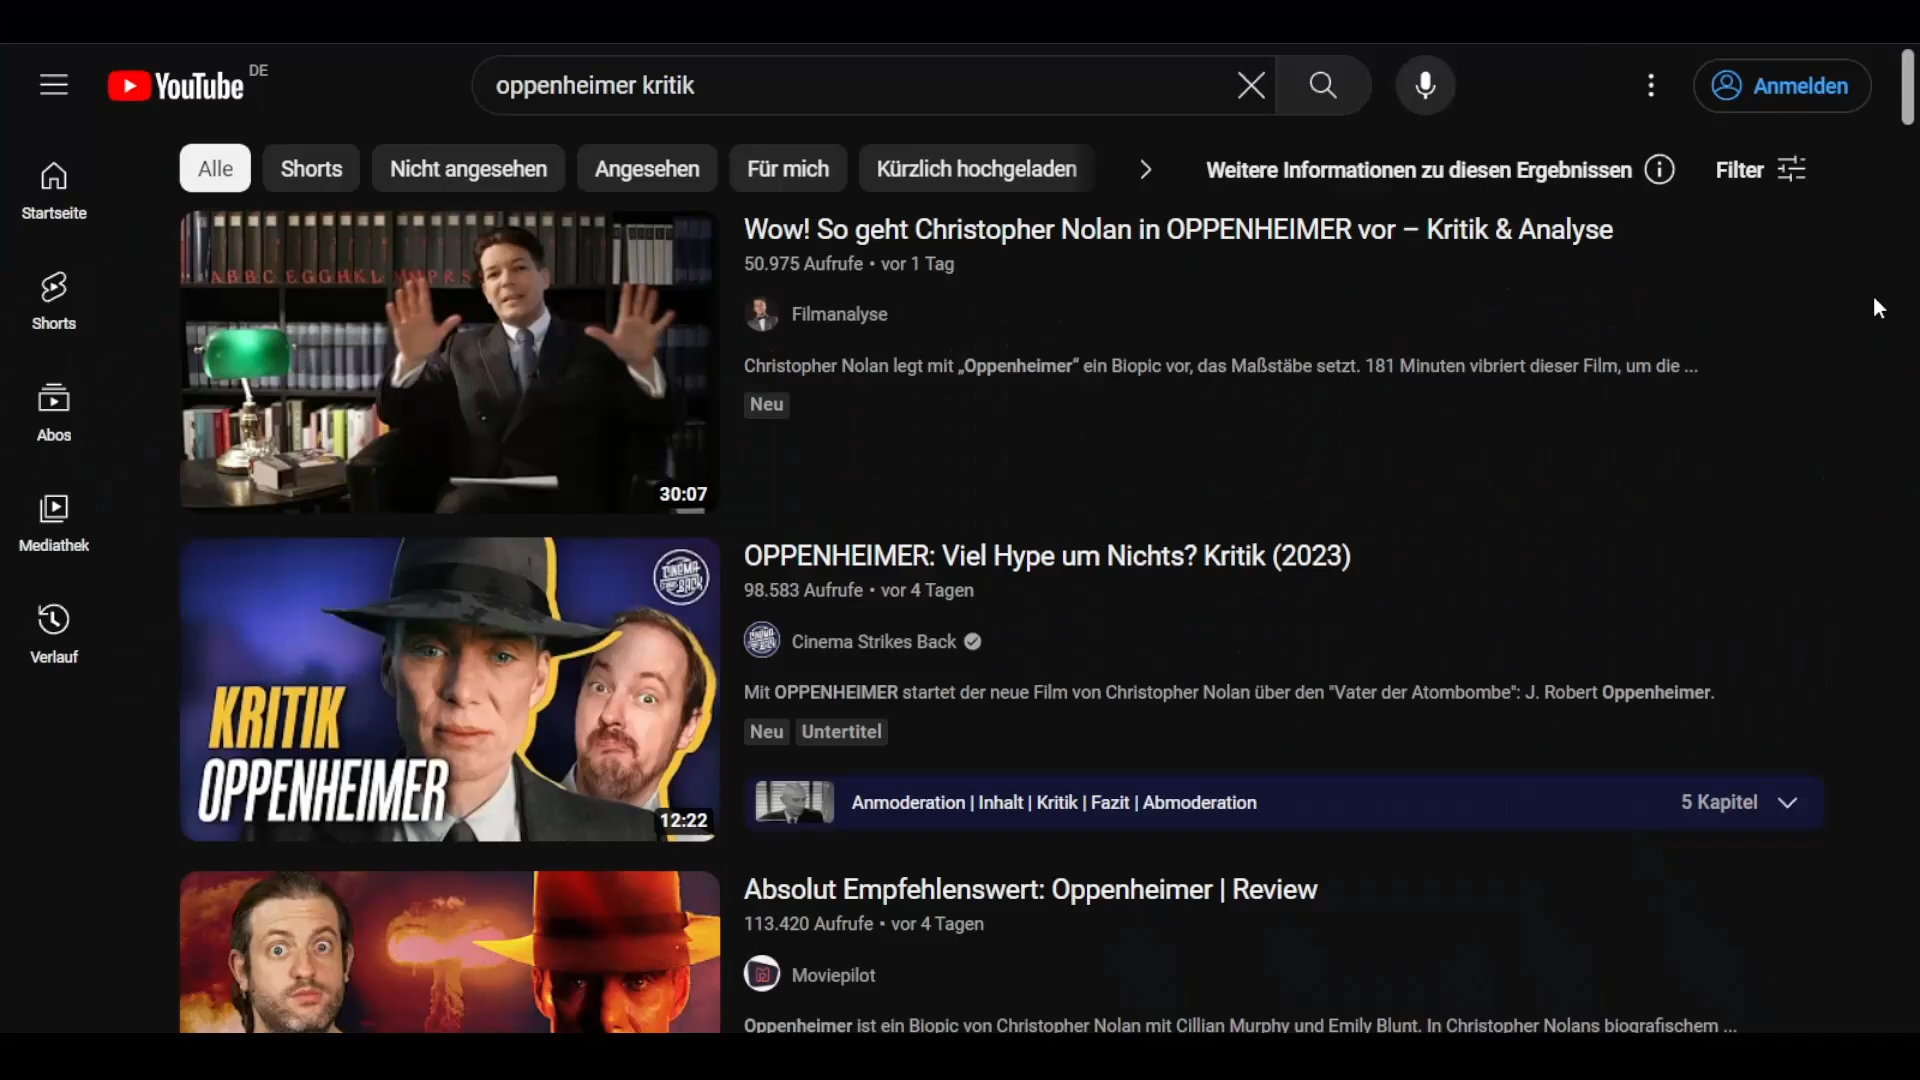 YouTube DE
oppenheimer kritik
Anmelden
Alle
Shorts
Nicht angesehen
Angesehen
Für mich
Kürzlich hochgeladen
Weitere Informationen zu diesen Ergebnissen
Filter
Startseite
Shorts
Abos
Mediathek
Verlauf
30:07
Wow! So geht Christopher Nolan in OPPENHEIMER vor – Kritik & Analyse
50.975 Aufrufe • vor 1 Tag
Filmanalyse
Christopher Nolan legt mit „Oppenheimer“ ein Biopic vor, das Maßstäbe setzt. 181 Minuten vibriert dieser Film, um die ...
Neu
CINEMA STRIKES BACK
KRITIK
OPPENHEIMER
12:22
OPPENHEIMER: Viel Hype um Nichts? Kritik (2023)
98.583 Aufrufe • vor 4 Tagen
Cinema Strikes Back
Mit OPPENHEIMER startet der neue Film von Christopher Nolan über den "Vater der Atombombe": J. Robert Oppenheimer.
Neu
Untertitel
Anmoderation | Inhalt | Kritik | Fazit | Abmoderation
5 Kapitel
Absolut Empfehlenswert: Oppenheimer | Review
113.420 Aufrufe • vor 4 Tagen
Moviepilot
Oppenheimer ist ein Biopic von Christopher Nolan mit Cillian Murphy und Emily Blunt. In Christopher Nolans biografischem ...